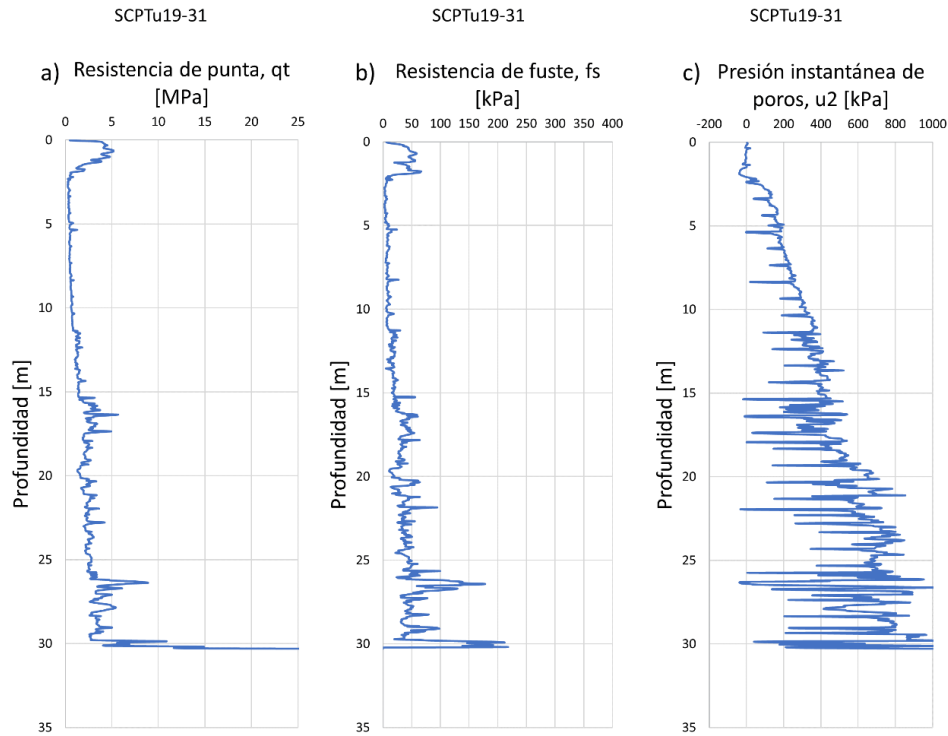 SCPTu19-31
SCPTu19-31
SCPTu19-31
a) Resistencia de punta, qt
[MPa]
b) Resistencia de fuste, fs
[kPa]
c) Presión instantánea de
poros, u2 [kPa]
0 5 10 15 20 25
0 50 100 150 200 250 300 350 400
-200 0 200 400 600 800 1000
Profundidad [m]
0
5
10
15
20
25
30
35
Profundidad [m]
0
5
10
15
20
25
30
35
Profundidad [m]
0
5
10
15
20
25
30
35